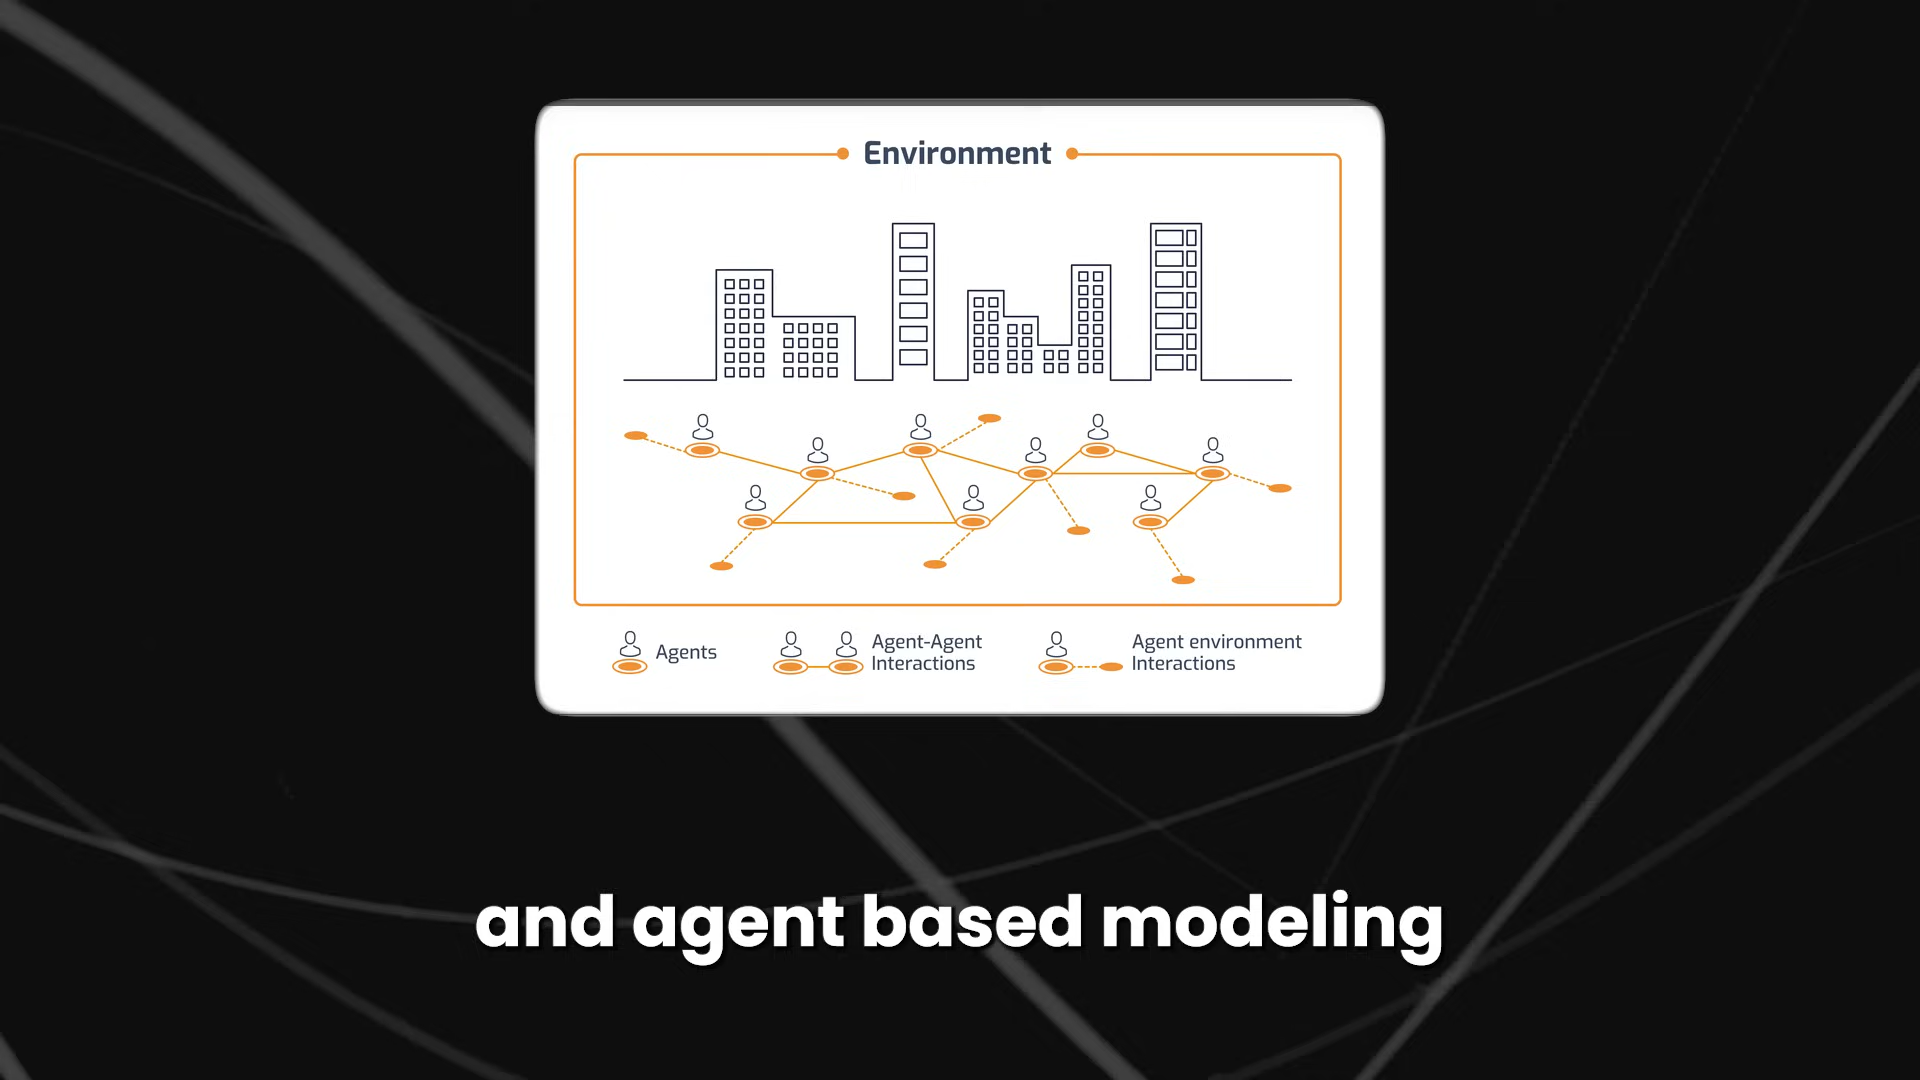 Environment
Agents
Agent-Agent
Interactions
Agent environment
Interactions
and agent based modeling